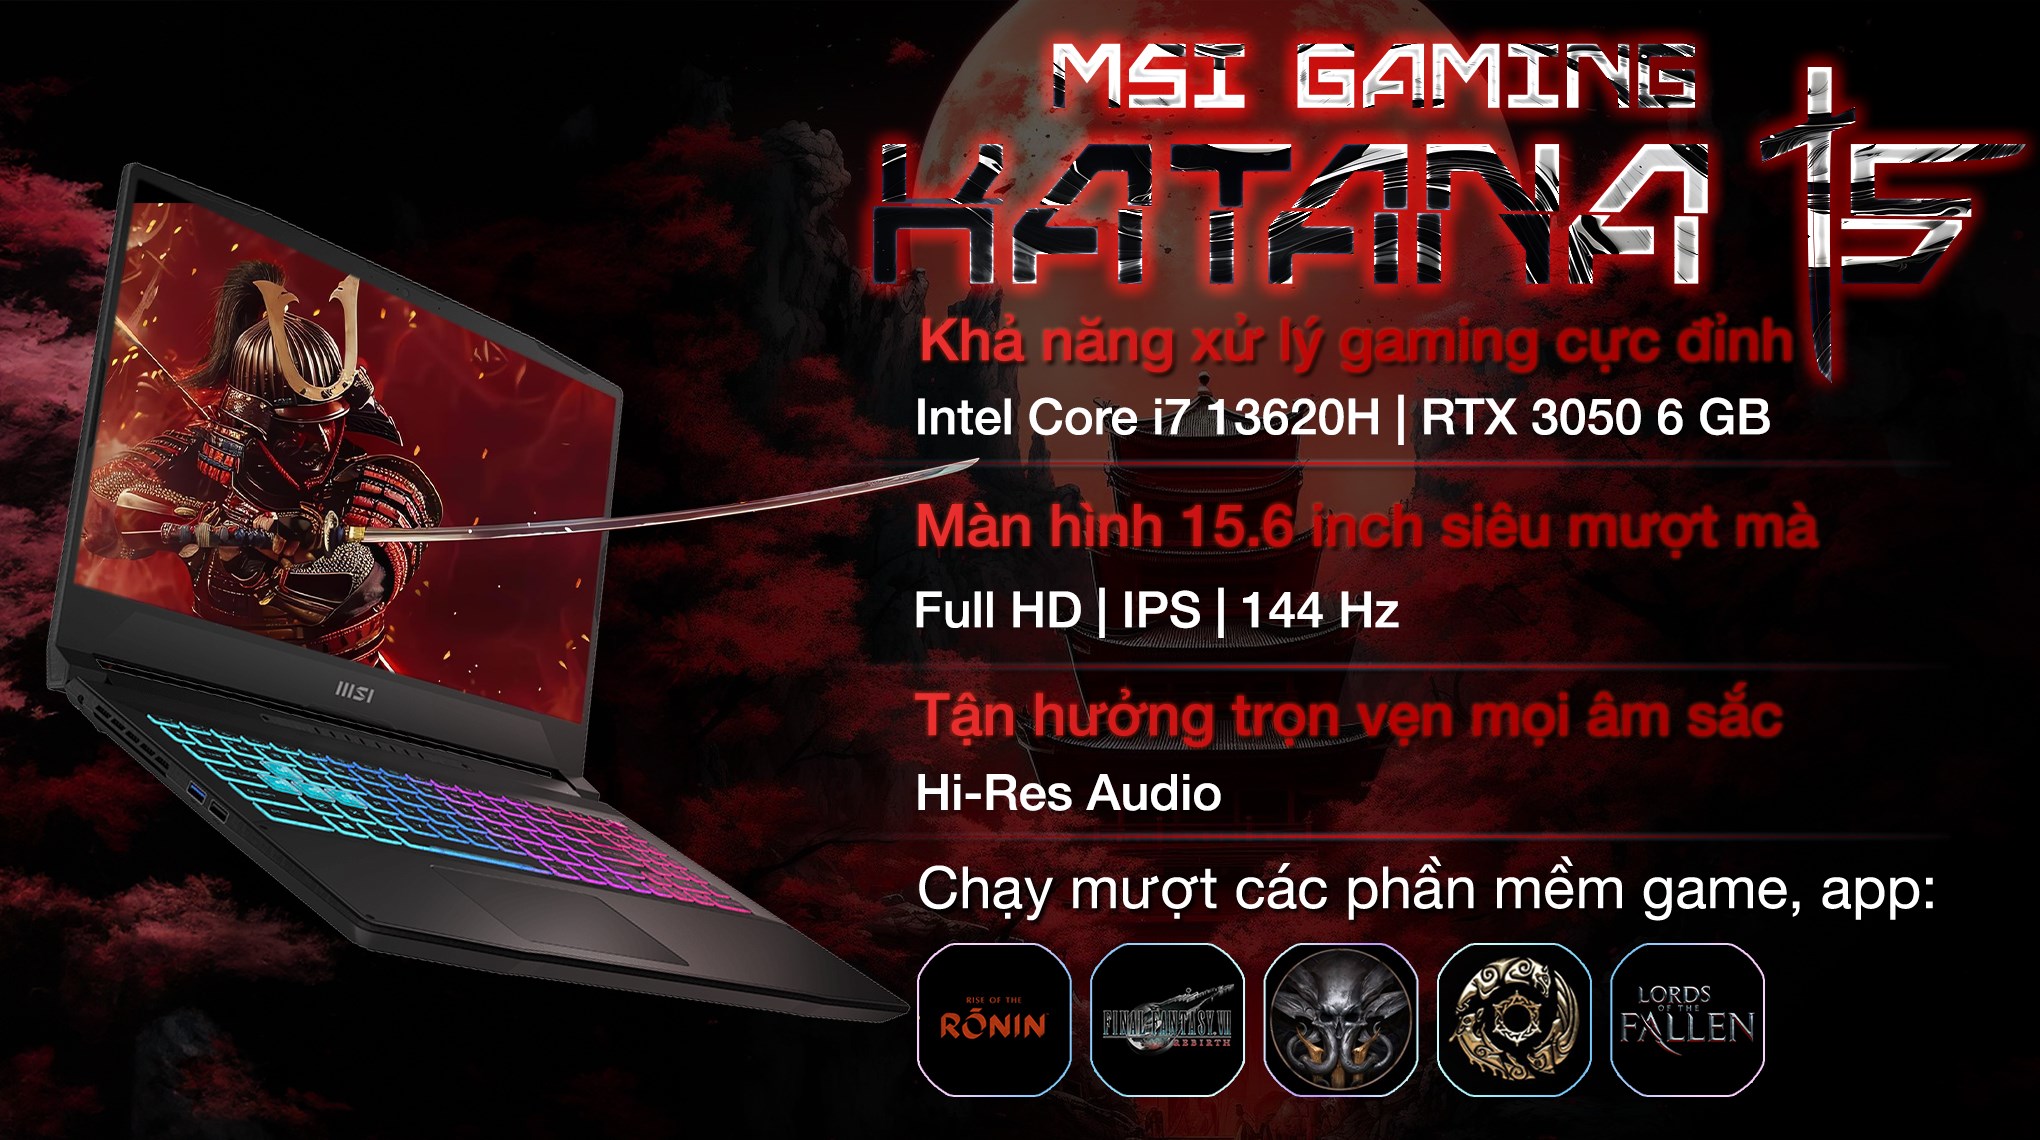 MSI GAMING
KATANA 15
Khả năng xử lý gaming cực đỉnh
Intel Core i7 13620H | RTX 3050 6 GB
Màn hình 15.6 inch siêu mượt mà
Full HD | IPS | 144 Hz
Tận hưởng trọn vẹn mọi âm sắc
Hi-Res Audio
Chạy mượt các phần mềm game, app:
msi
RISE OF THE
RŌNIN
FINAL FANTASY VII
REBIRTH
LORDS
OF THE
FALLEN